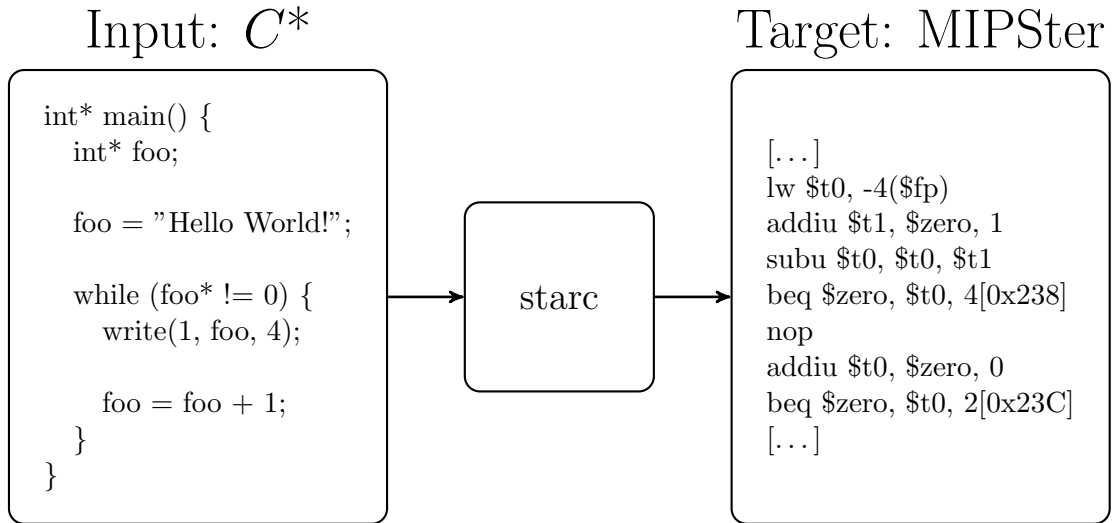 Input: C*
int* main() {
int* foo;
foo = ”Hello World!”;
while (foo* != 0) {
write(1, foo, 4);
foo = foo + 1;
}
}
starc
Target: MIPSter
[...]
lw $t0, -4($fp)
addiu $t1, $zero, 1
subu $t0, $t0, $t1
beq $zero, $t0, 4[0x238]
nop
addiu $t0, $zero, 0
beq $zero, $t0, 2[0x23C]
[...]